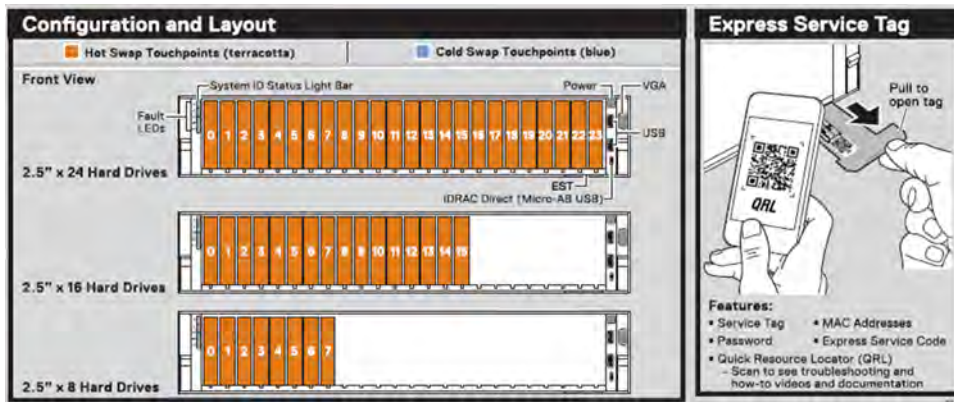 Configuration and Layout
Hot Swap Touchpoints (terracotta)
Cold Swap Touchpoints (blue)
Front View
System ID Status Light Bar
Power
VGA
Fault
LEDs
USB
0 1 2 3 4 5 6 7 8 9 10 11 12 13 14 15 16 17 18 19 20 21 22 23
2.5" x 24 Hard Drives
EST
iDRAC Direct (Micro-AB USB)
0 1 2 3 4 5 6 7 8 9 10 11 12 13 14 15
2.5" x 16 Hard Drives
0 1 2 3 4 5 6 7
2.5" x 8 Hard Drives
Express Service Tag
Pull to
open tag
QRL
Features:
▪ Service Tag ▪ MAC Addresses
▪ Password ▪ Express Service Code
▪ Quick Resource Locator (QRL)
- Scan to see troubleshooting and
how-to videos and documentation